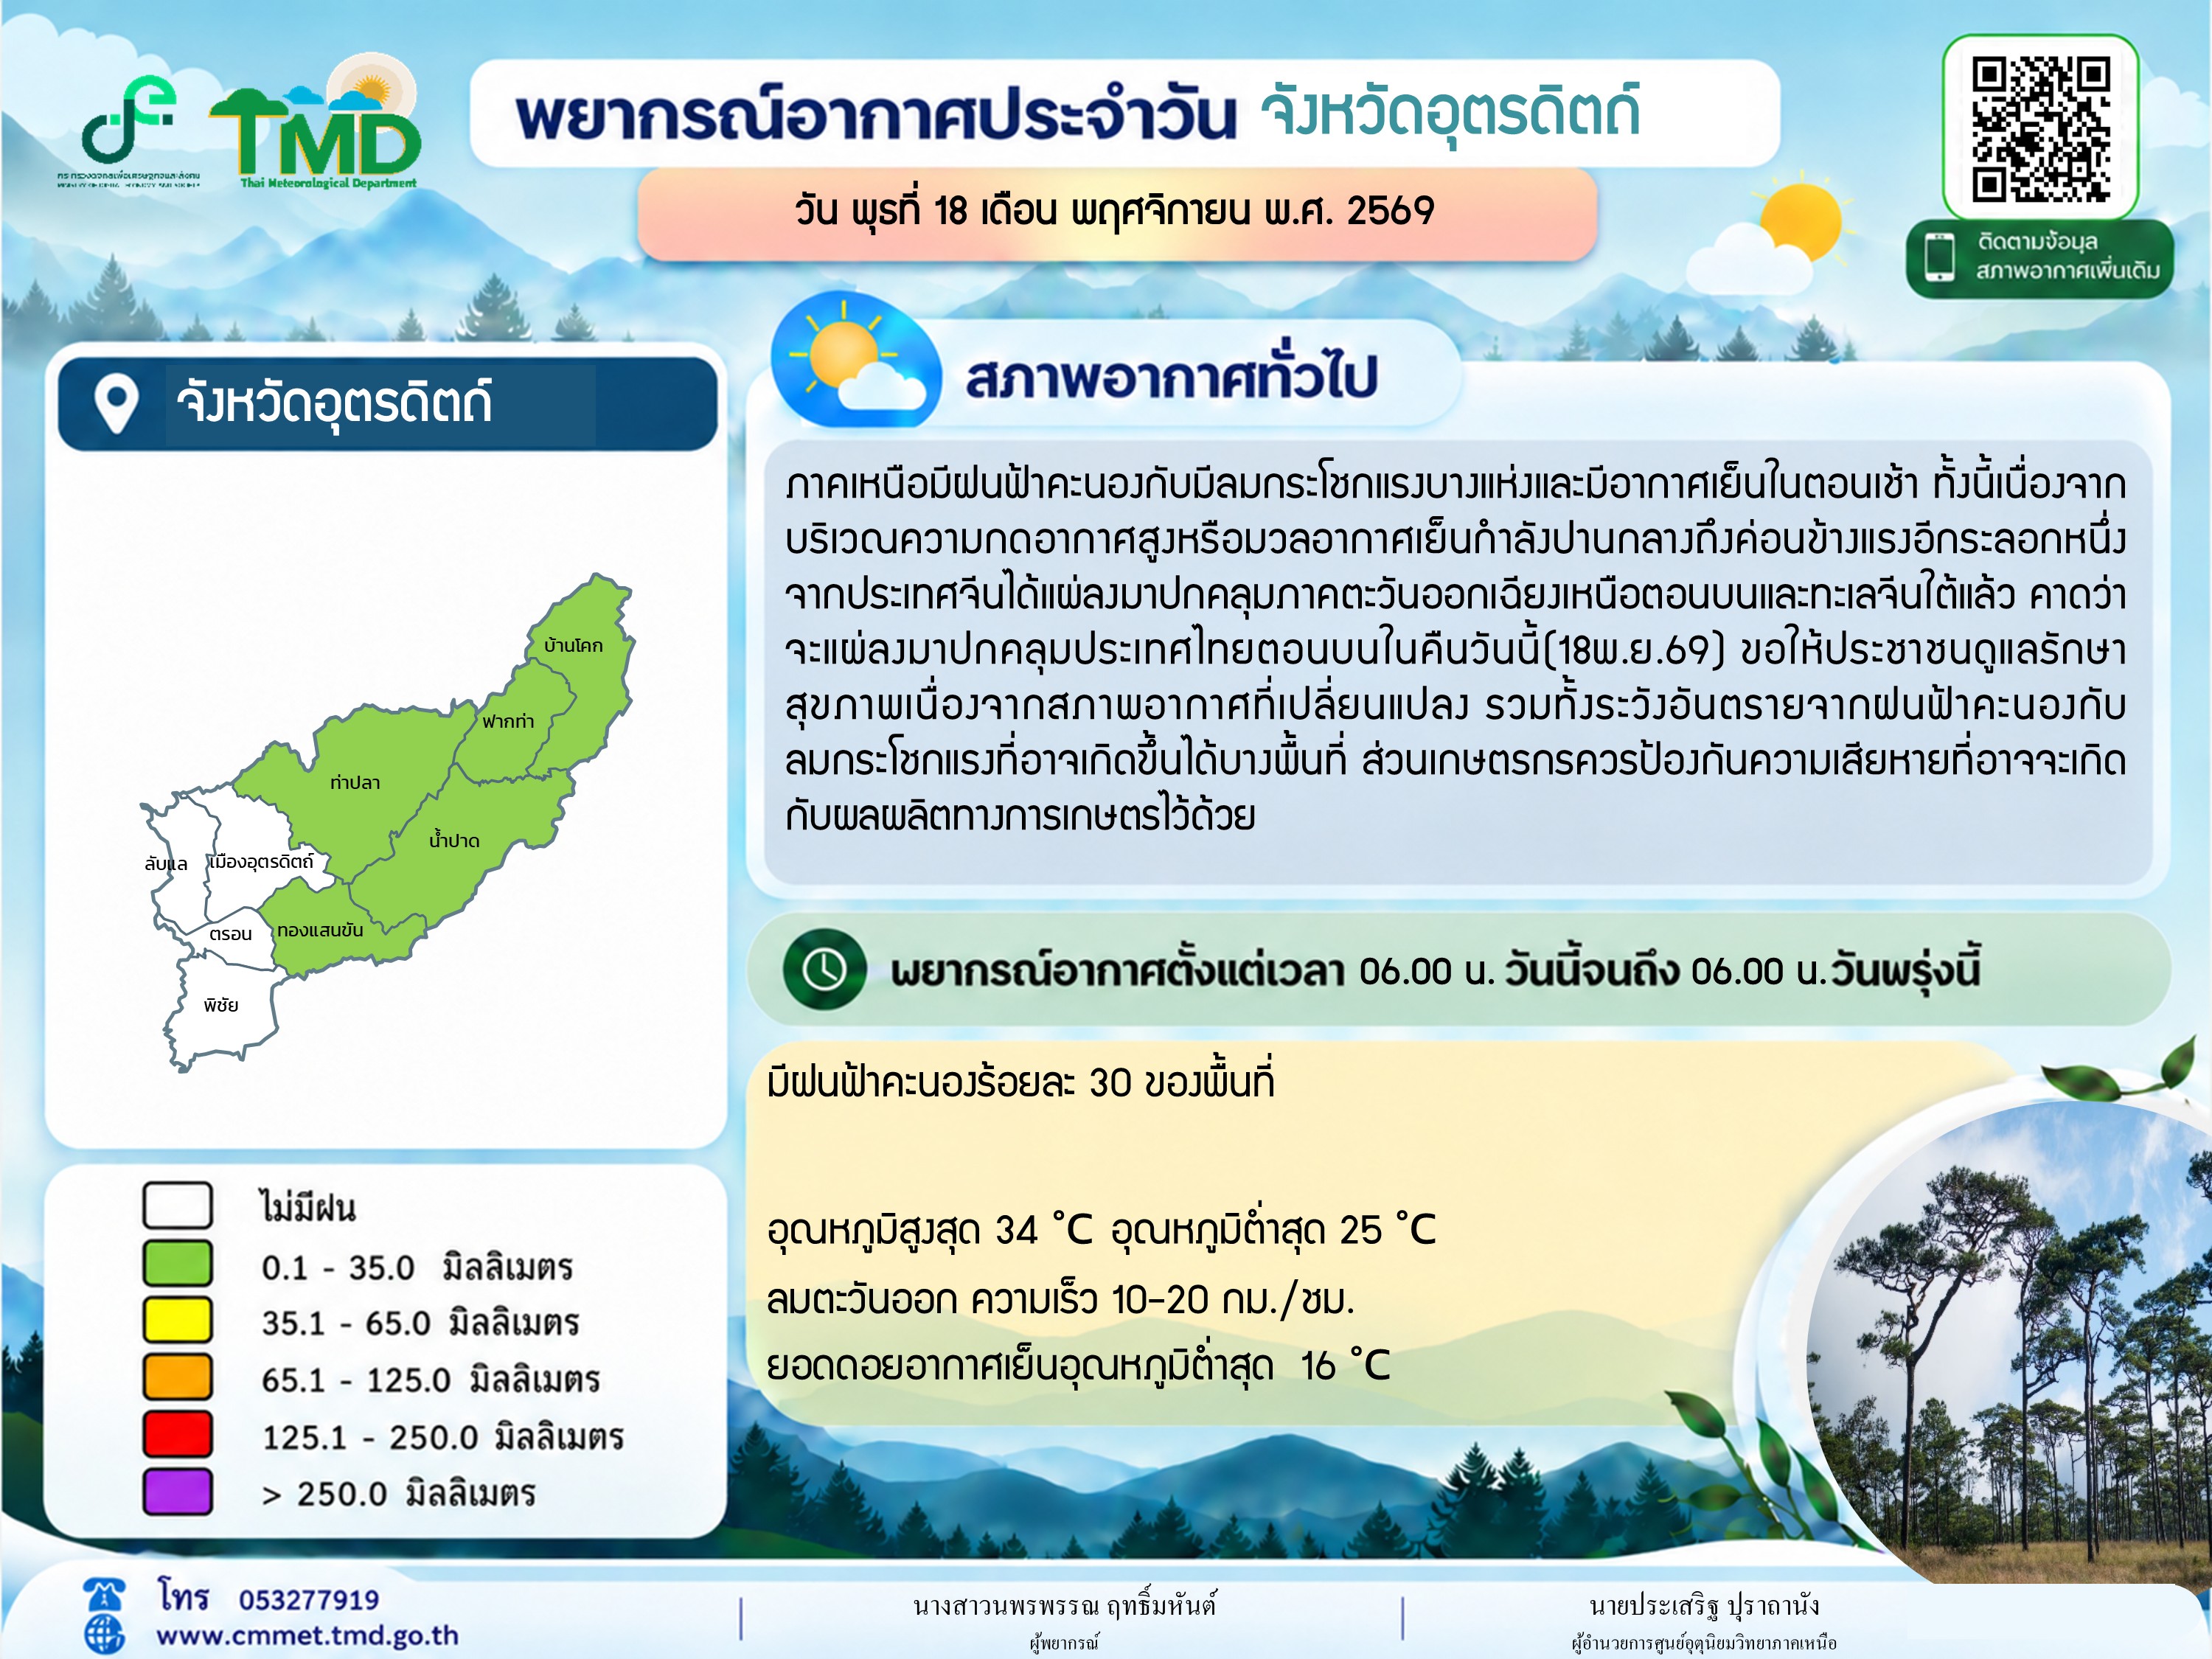 กระทรวงดิจิทัลเพื่อเศรษฐกิจและสังคม
MINISTRY OF DIGITAL ECONOMY AND SOCIETY
TMD
Thai Meteorological Department
พยากรณ์อากาศประจำวัน จังหวัดอุตรดิตถ์
วัน พุธที่ 18 เดือน พฤศจิกายน พ.ศ. 2569
ติดตามข้อมูล
สภาพอากาศเพิ่มเติม
จังหวัดอุตรดิตถ์
บ้านโคก
ฟากท่า
ท่าปลา
น้ำปาด
ลับแล
เมืองอุตรดิตถ์
ตรอน
ทองแสนขัน
พิชัย
ไม่มีฝน
0.1 - 35.0 มิลลิเมตร
35.1 - 65.0 มิลลิเมตร
65.1 - 125.0 มิลลิเมตร
125.1 - 250.0 มิลลิเมตร
> 250.0 มิลลิเมตร
สภาพอากาศทั่วไป
ภาคเหนือมีฝนฟ้าคะนองกับมีลมกระโชกแรงบางแห่งและมีอากาศเย็นในตอนเช้า ทั้งนี้เนื่องจาก
บริเวณความกดอากาศสูงหรือมวลอากาศเย็นกำลังปานกลางถึงค่อนข้างแรงอีกระลอกหนึ่ง
จากประเทศจีนได้แผ่ลงมาปกคลุมภาคตะวันออกเฉียงเหนือตอนบนและทะเลจีนใต้แล้ว คาดว่า
จะแผ่ลงมาปกคลุมประเทศไทยตอนบนในคืนวันนี้(18พ.ย.69) ขอให้ประชาชนดูแลรักษา
สุขภาพเนื่องจากสภาพอากาศที่เปลี่ยนแปลง รวมทั้งระวังอันตรายจากฝนฟ้าคะนองกับ
ลมกระโชกแรงที่อาจเกิดขึ้นได้บางพื้นที่ ส่วนเกษตรกรควรป้องกันความเสียหายที่อาจจะเกิด
กับผลผลิตทางการเกษตรไว้ด้วย
พยากรณ์อากาศตั้งแต่เวลา 06.00 น. วันนี้จนถึง 06.00 น. วันพรุ่งนี้
มีฝนฟ้าคะนองร้อยละ 30 ของพื้นที่
อุณหภูมิสูงสุด 34 °C อุณหภูมิต่ำสุด 25 °C
ลมตะวันออก ความเร็ว 10-20 กม./ชม.
ยอดดอยอากาศเย็นอุณหภูมิต่ำสุด 16 °C
โทร 053277919
www.cmmet.tmd.go.th
นางสาวนพรพรรณ ฤทธิ์มหันต์
ผู้พยากรณ์
นายประเสริฐ ปุราถานัง
ผู้อำนวยการศูนย์อุตุนิยมวิทยาภาคเหนือ